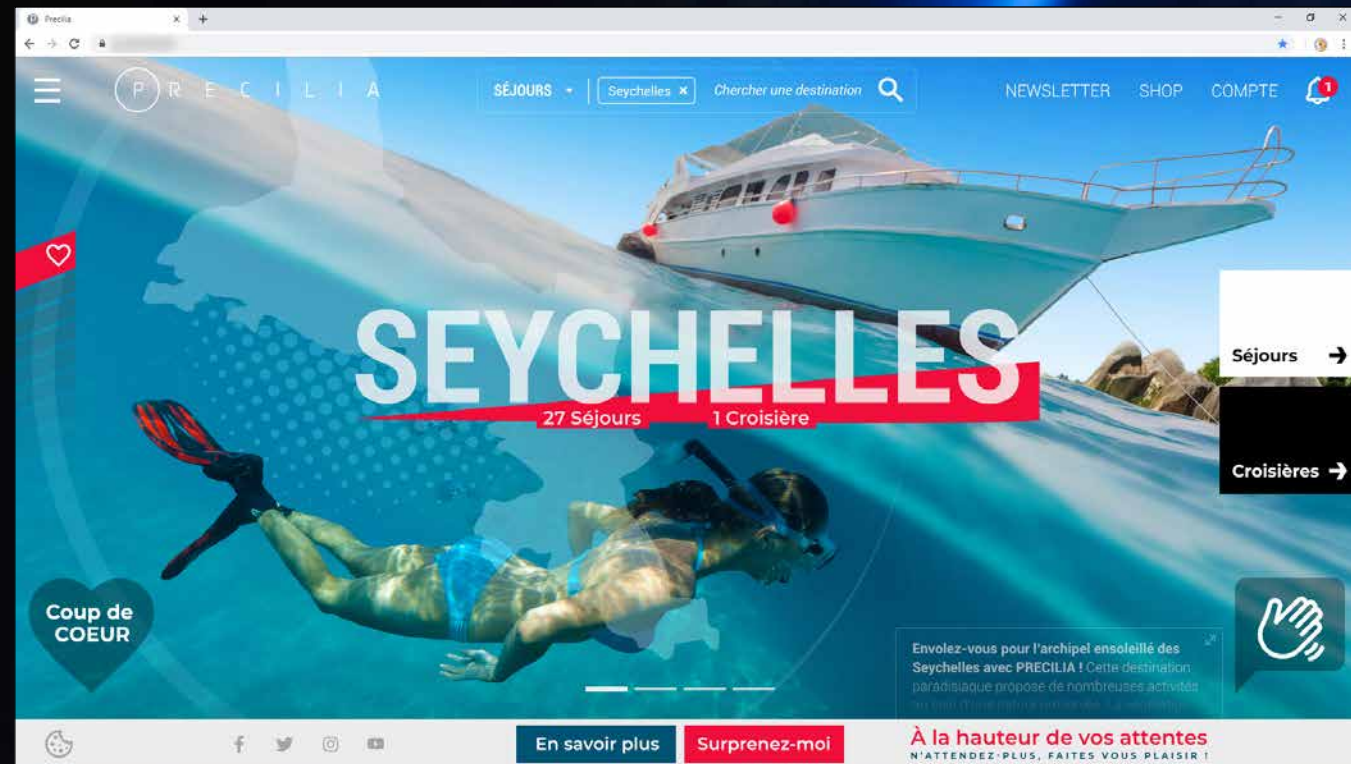 Precilia
PRECILIA
SÉJOURS
Seychelles ×
Chercher une destination
NEWSLETTER
SHOP
COMPTE
1
SEYCHELLES
27 Séjours
1 Croisière
Séjours
Croisières
Coup de
COEUR
Envolez-vous pour l'archipel ensoleillé des
Seychelles avec PRECILIA ! Cette destination
paradisiaque propose de nombreuses activités
En savoir plus
Surprenez-moi
À la hauteur de vos attentes
N'ATTENDEZ-PLUS, FAITES VOUS PLAISIR !